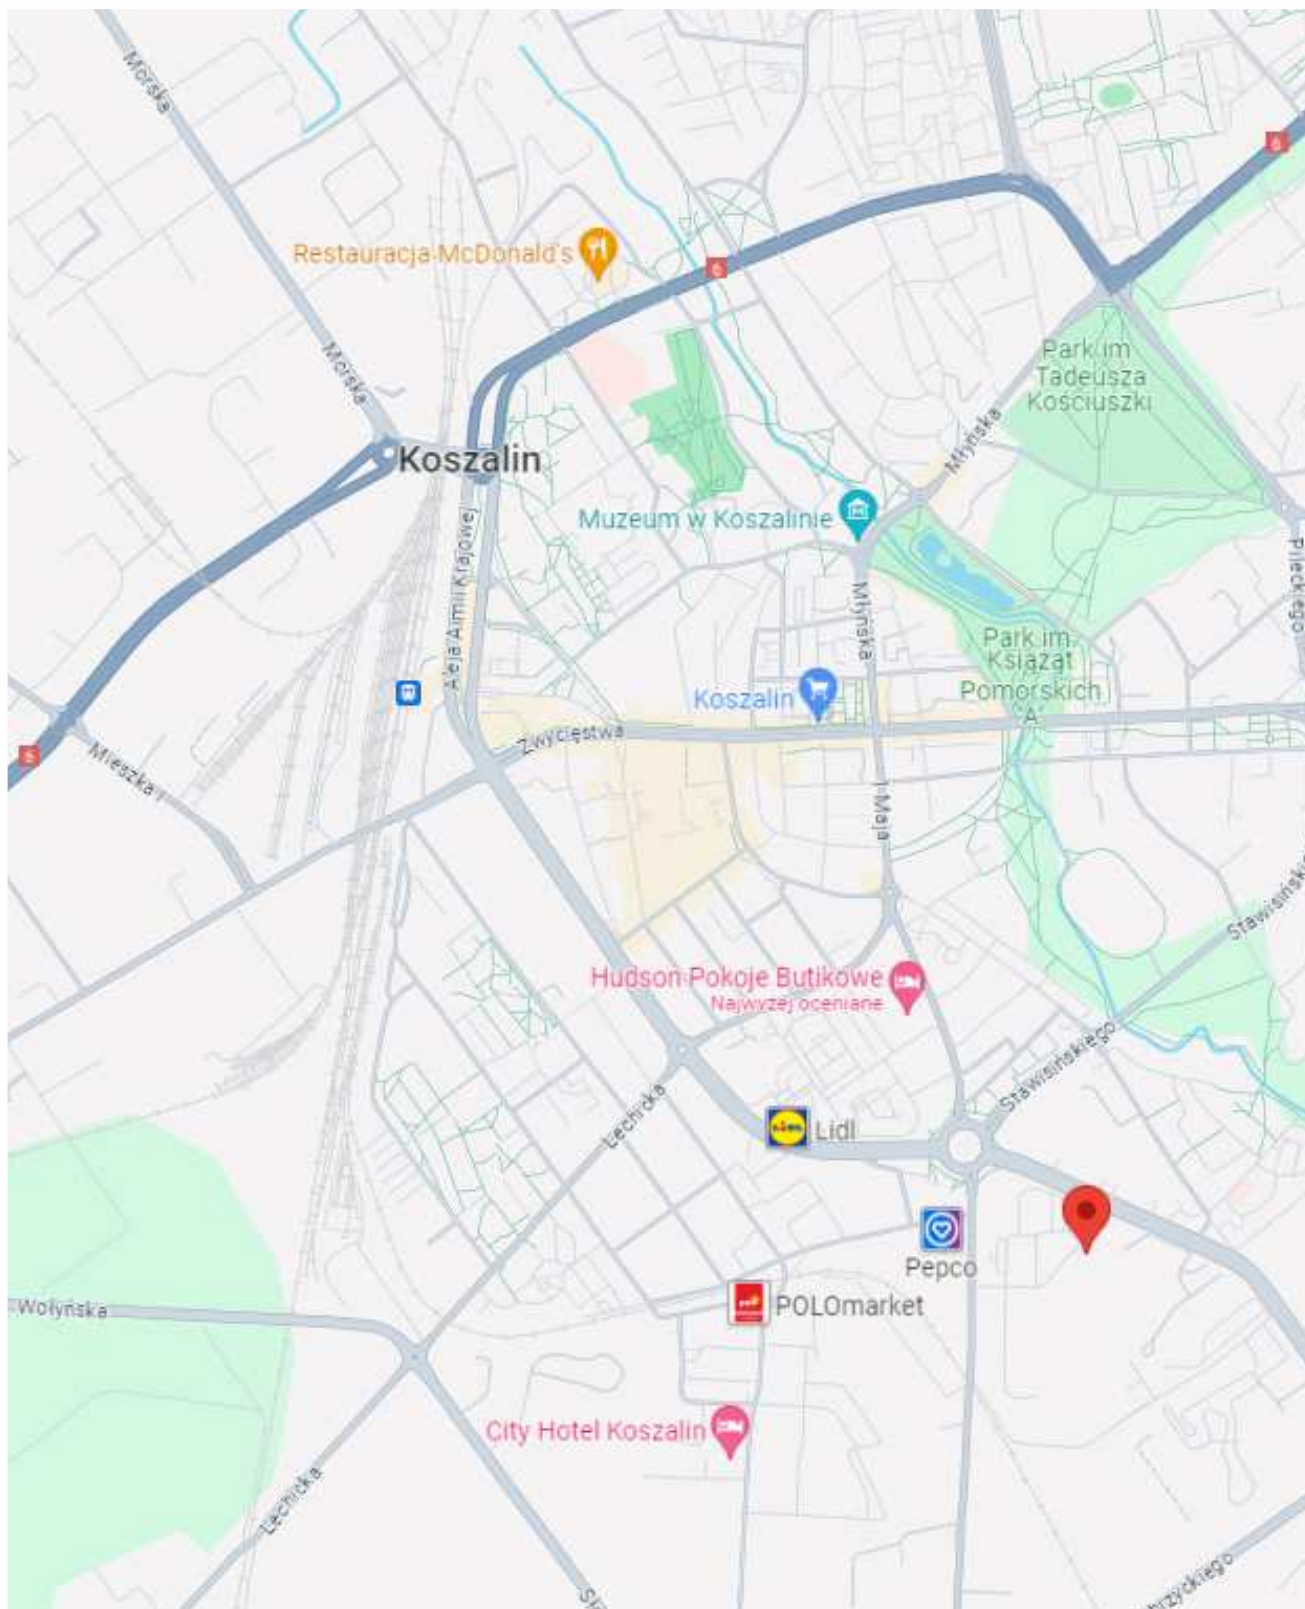 Morska
6
Restauracja McDonald's
6
Park im.
Tadeusza
Kościuszki
Morska
Młyńska
Koszalin
Muzeum w Koszalinie
Aleja Armii Krajowej
Pileckiego
Młyńska
Park im.
Książąt
Pomorskich
'A'
Koszalin
Zwycięstwa
6
Mieszka I
1 Maja
Stawisińskie
Hudson Pokoje Butikowe
Najwyżej oceniane
Stawisińskiego
Lechicka
Lidl
Pepco
Wołyńska
POLOmarket
City Hotel Koszalin
Lechicka
brzyckiego